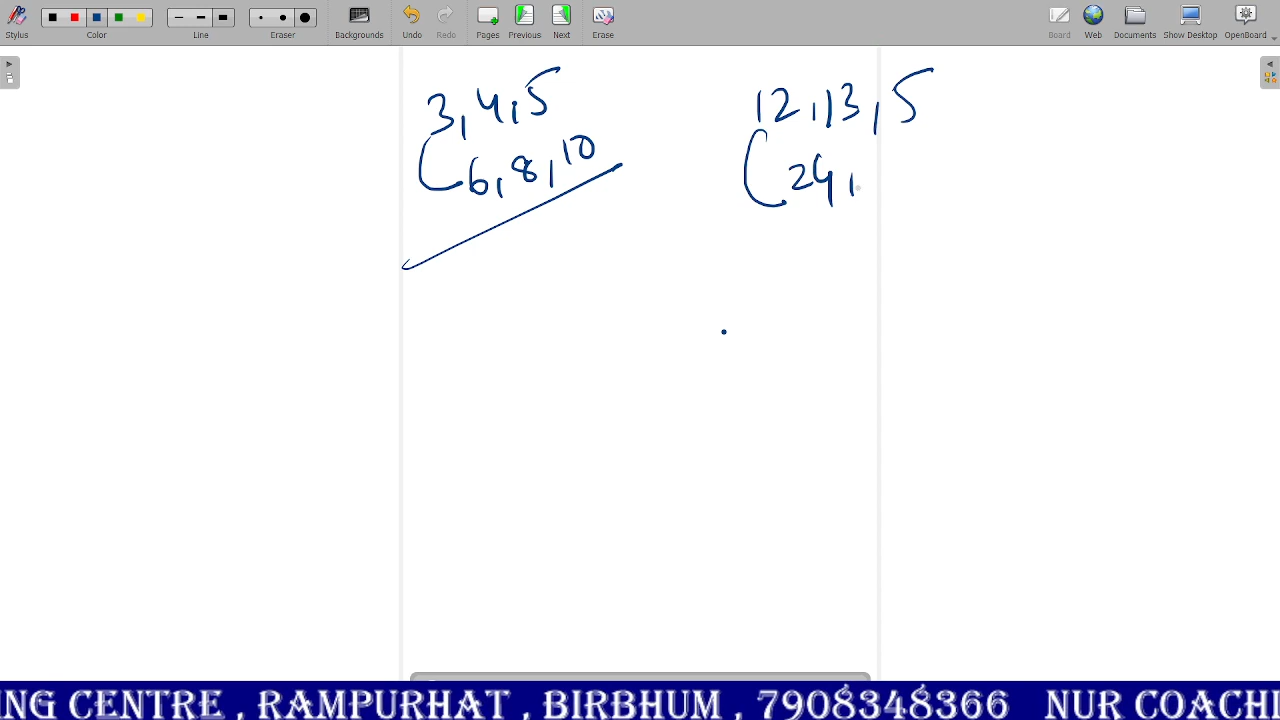 Stylus Color Line Eraser Backgrounds Undo Redo Pages Previous Next Erase Board Web Documents Show Desktop OpenBoard
3, 4, 5
6, 8, 10
12, 13, 5
24,
NG CENTRE , RAMPURHAT , BIRBHUM , 7908348366 NUR COACHI